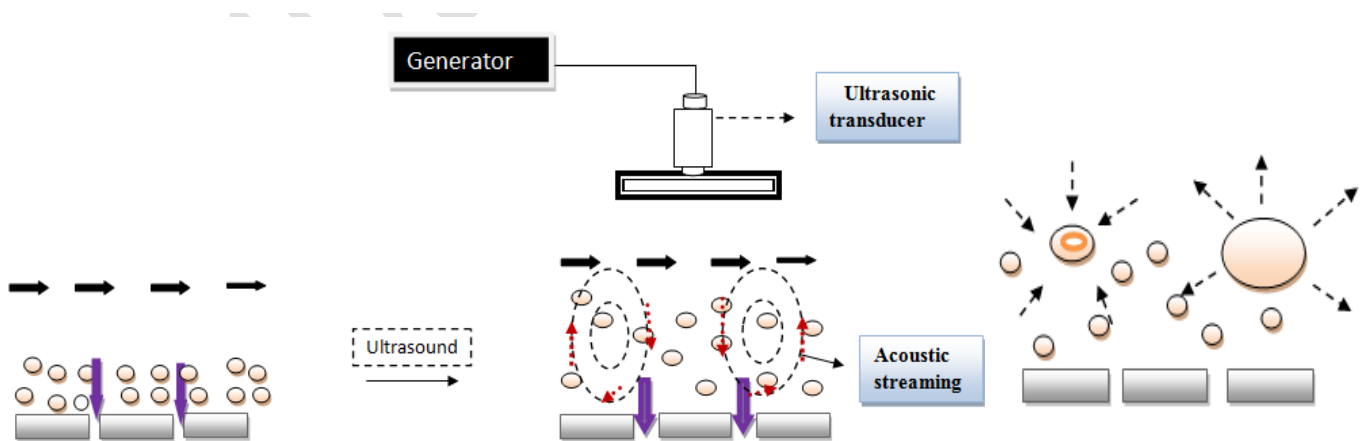 Generator
Ultrasonic
transducer
Ultrasound
Acoustic
streaming